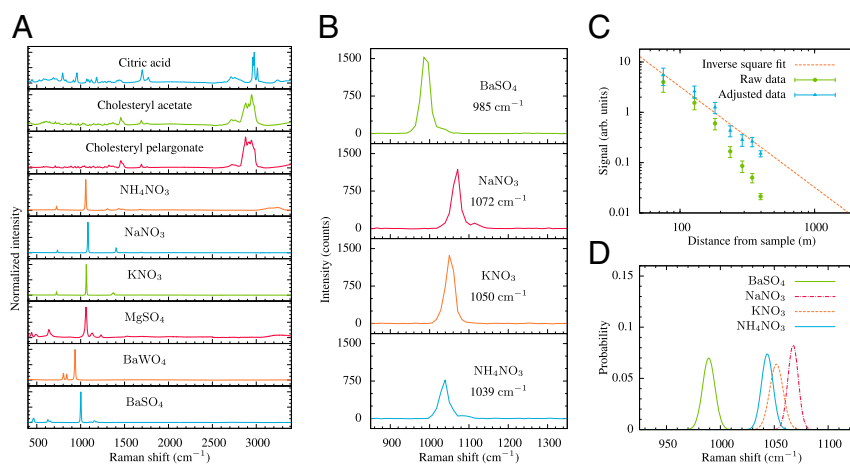 A
Citric acid
Cholesteryl acetate
Cholesteryl pelargonate
NH₄NO₃
NaNO₃
KNO₃
MgSO₄
BaWO₄
BaSO₄
Normalized intensity
500 1000 1500 2000 2500 3000
Raman shift (cm⁻¹)
B
1500
750
0
BaSO₄
985 cm⁻¹
1500
750
0
NaNO₃
1072 cm⁻¹
1500
750
0
KNO₃
1050 cm⁻¹
1500
750
0
NH₄NO₃
1039 cm⁻¹
Intensity (counts)
900 1000 1100 1200 1300
Raman shift (cm⁻¹)
C
Inverse square fit
Raw data
Adjusted data
10
1
0.1
0.01
Signal (arb. units)
100 1000
Distance from sample (m)
D
BaSO₄
NaNO₃
KNO₃
NH₄NO₃
0.15
0.1
0.05
0
Probability
950 1000 1050 1100
Raman shift (cm⁻¹)